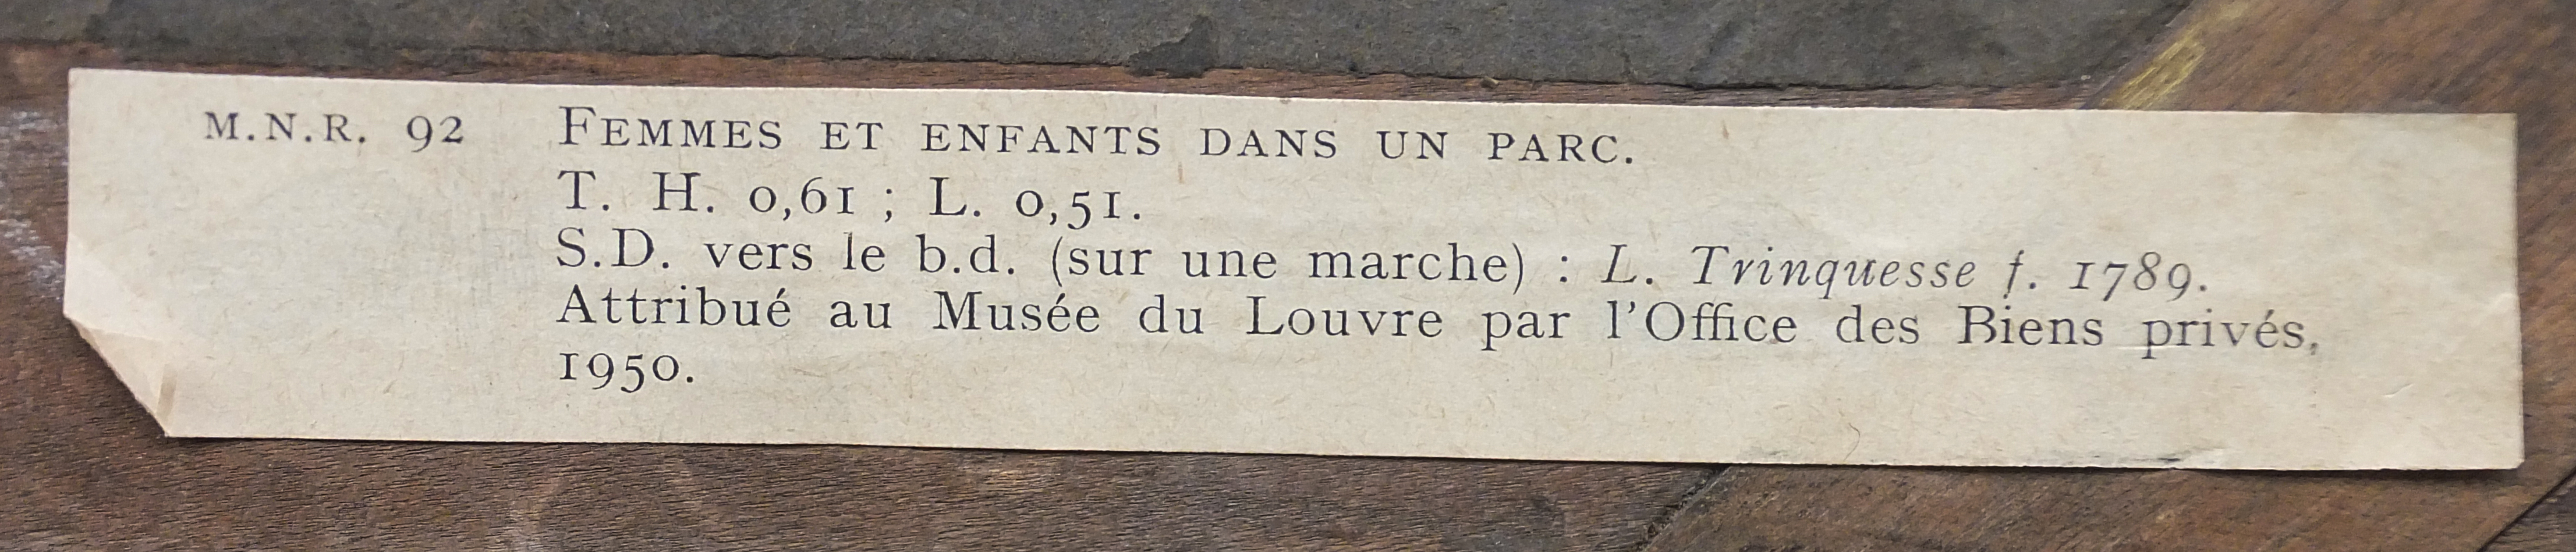 M.N.R. 92 FEMMES ET ENFANTS DANS UN PARC.
T. H. 0,61 ; L. 0,51.
S.D. vers le b.d. (sur une marche) : L. Trinquesse f. 1789.
Attribué au Musée du Louvre par l'Office des Biens privés,
1950.